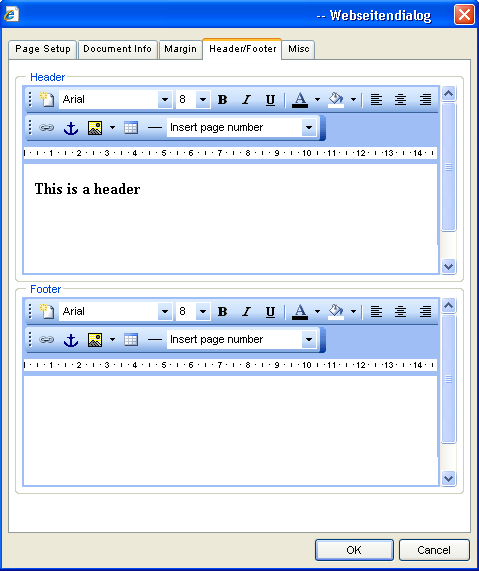 -- Webseitendialog
Page Setup Document Info Margin Header/Footer Misc
Header
Arial 8 B I U A
Insert page number
1 2 3 4 5 6 7 8 9 10 11 12 13 14
This is a header
Footer
Arial 8 B I U A
Insert page number
1 2 3 4 5 6 7 8 9 10 11 12 13 14
OK Cancel